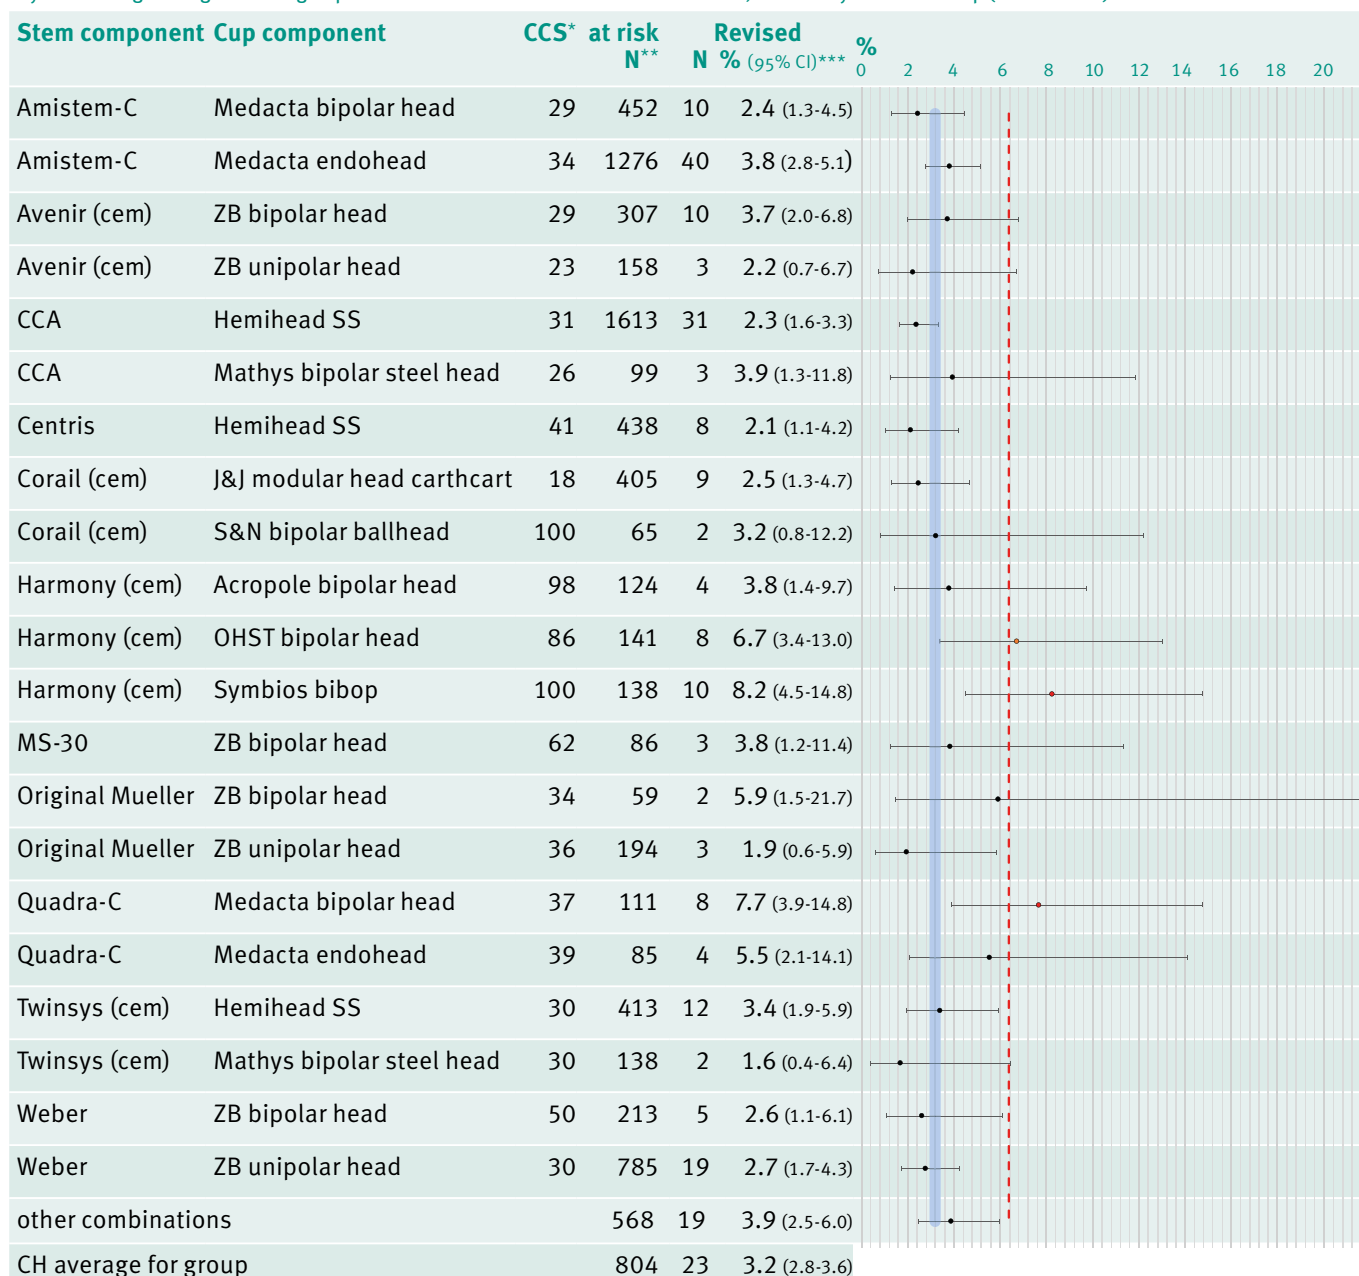 Stem component Cup component CCS* at risk Revised %
N** N % (95% CI)*** 0 2 4 6 8 10 12 14 16 18 20
Amistem-C Medacta bipolar head 29 452 10 2.4 (1.3-4.5)
Amistem-C Medacta endohead 34 1276 40 3.8 (2.8-5.1)
Avenir (cem) ZB bipolar head 29 307 10 3.7 (2.0-6.8)
Avenir (cem) ZB unipolar head 23 158 3 2.2 (0.7-6.7)
CCA Hemihead SS 31 1613 31 2.3 (1.6-3.3)
CCA Mathys bipolar steel head 26 99 3 3.9 (1.3-11.8)
Centris Hemihead SS 41 438 8 2.1 (1.1-4.2)
Corail (cem) J&J modular head carthcart 18 405 9 2.5 (1.3-4.7)
Corail (cem) S&N bipolar ballhead 100 65 2 3.2 (0.8-12.2)
Harmony (cem) Acropole bipolar head 98 124 4 3.8 (1.4-9.7)
Harmony (cem) OHST bipolar head 86 141 8 6.7 (3.4-13.0)
Harmony (cem) Symbios bibop 100 138 10 8.2 (4.5-14.8)
MS-30 ZB bipolar head 62 86 3 3.8 (1.2-11.4)
Original Mueller ZB bipolar head 34 59 2 5.9 (1.5-21.7)
Original Mueller ZB unipolar head 36 194 3 1.9 (0.6-5.9)
Quadra-C Medacta bipolar head 37 111 8 7.7 (3.9-14.8)
Quadra-C Medacta endohead 39 85 4 5.5 (2.1-14.1)
Twinsys (cem) Hemihead SS 30 413 12 3.4 (1.9-5.9)
Twinsys (cem) Mathys bipolar steel head 30 138 2 1.6 (0.4-6.4)
Weber ZB bipolar head 50 213 5 2.6 (1.1-6.1)
Weber ZB unipolar head 30 785 19 2.7 (1.7-4.3)
other combinations 568 19 3.9 (2.5-6.0)
CH average for group 804 23 3.2 (2.8-3.6)